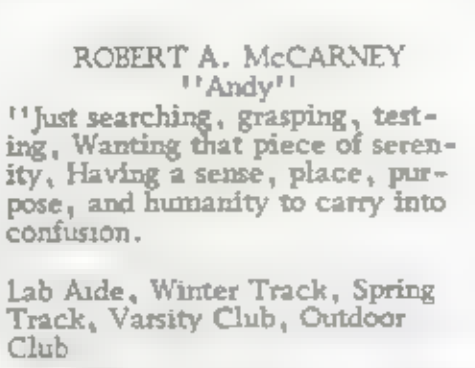 ROBERT A. McCARNEY
''Andy''
''Just searching, grasping, test-
ing, Wanting that piece of seren-
ity, Having a sense, place, pur-
pose, and humanity to carry into
confusion.
Lab Aide, Winter Track, Spring
Track, Varsity Club, Outdoor
Club